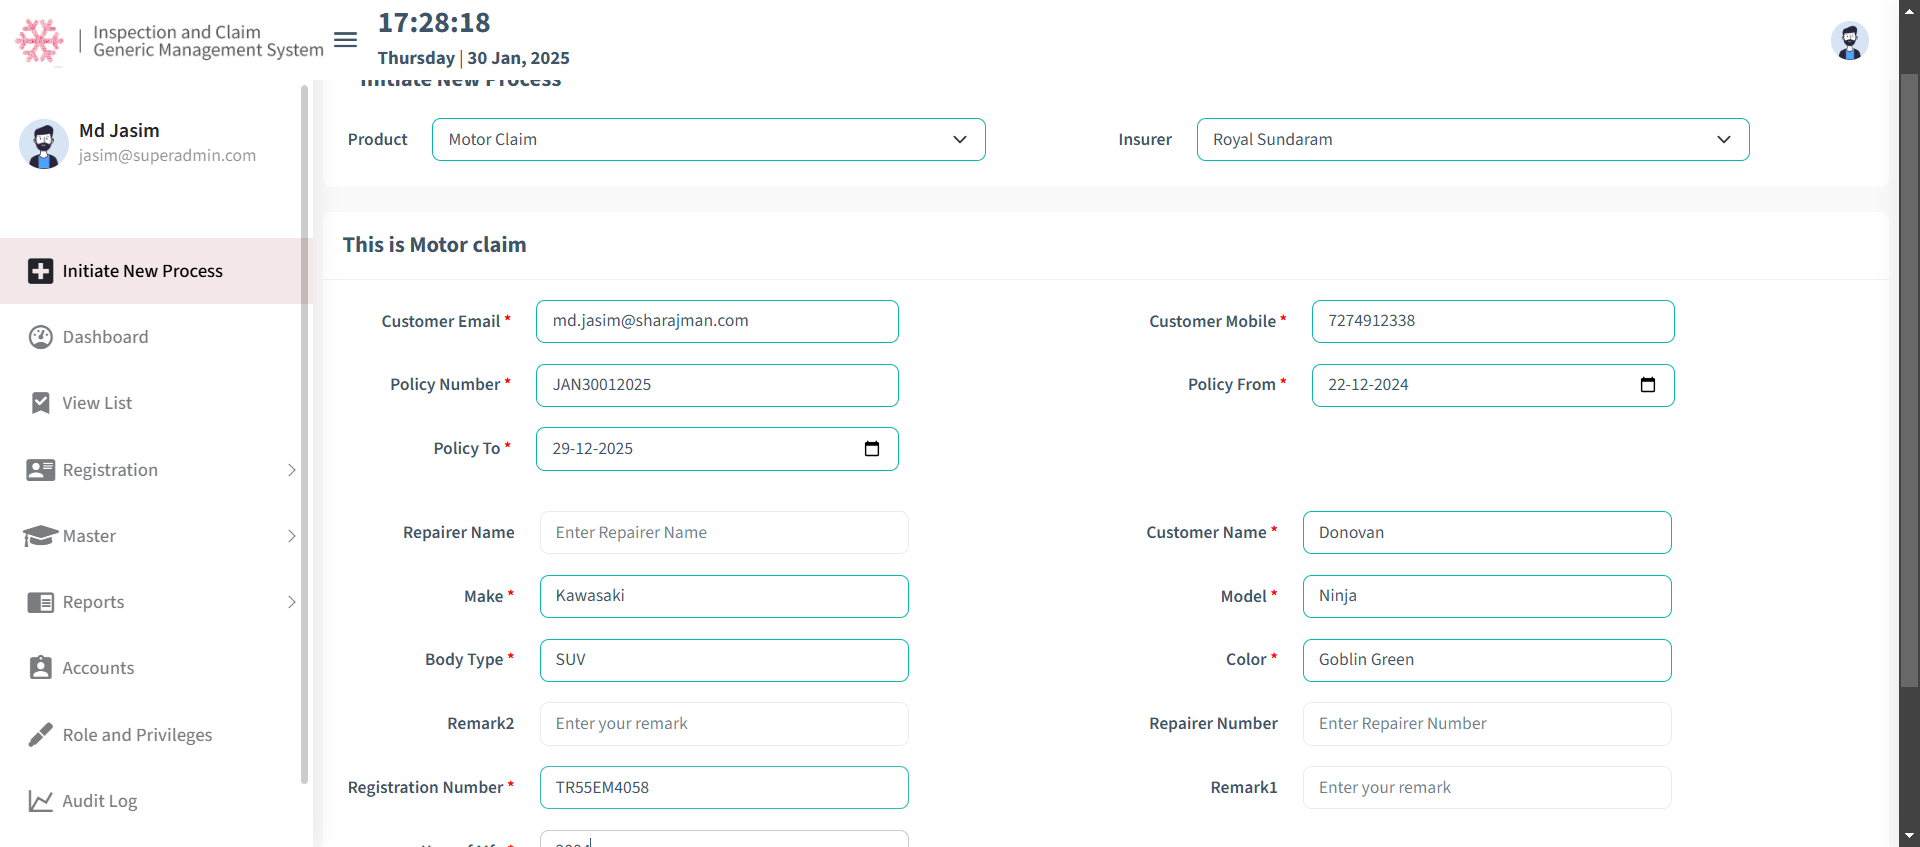 Inspection and Claim
Generic Management System
17:28:18
Thursday | 30 Jan, 2025
Md Jasim
jasim@superadmin.com
Initiate New Process
Dashboard
View List
Registration
Master
Reports
Accounts
Role and Privileges
Audit Log
Initiate New Process
Product Motor Claim Insurer Royal Sundaram
This is Motor claim
Customer Email * md.jasim@sharajman.com Customer Mobile * 7274912338
Policy Number * JAN30012025 Policy From * 22-12-2024
Policy To * 29-12-2025
Repairer Name Enter Repairer Name Customer Name * Donovan
Make * Kawasaki Model * Ninja
Body Type * SUV Color * Goblin Green
Remark2 Enter your remark Repairer Number Enter Repairer Number
Registration Number * TR55EM4058 Remark1 Enter your remark